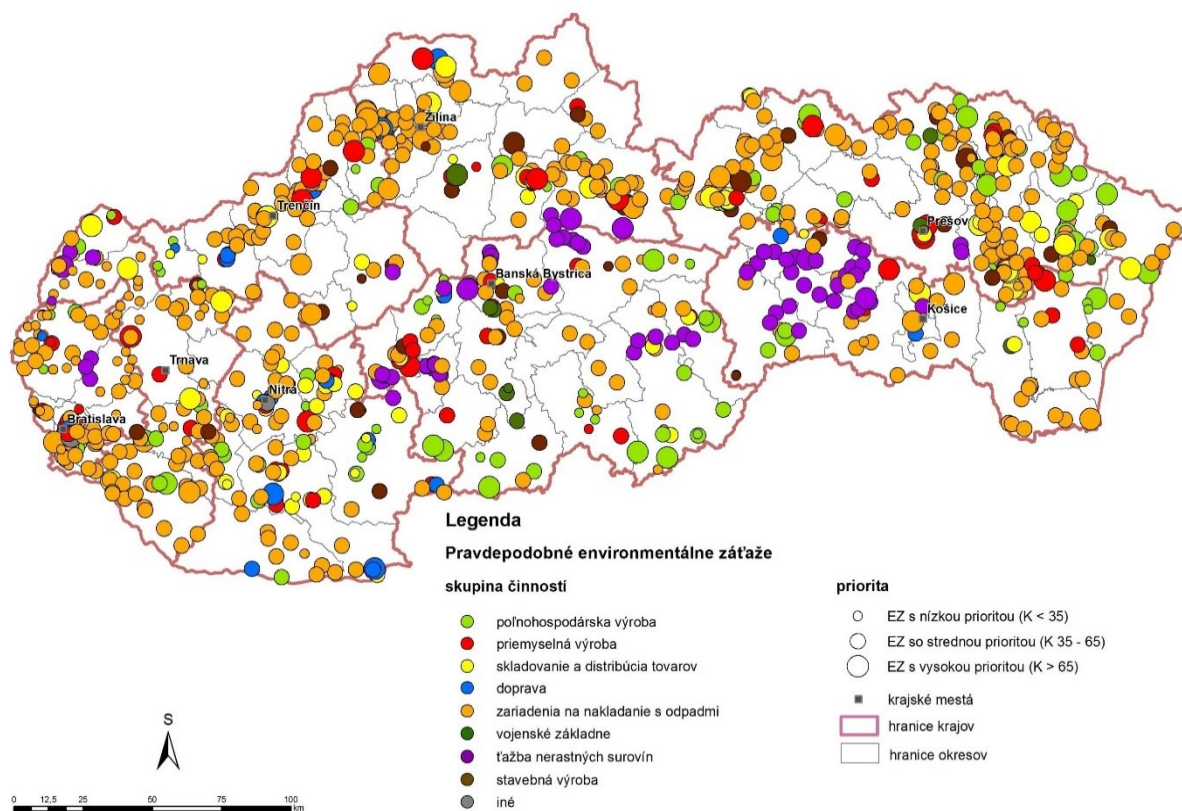 Žilina
Trenčín
Prešov
Banská Bystrica
Košice
Trnava
Nitra
Bratislava
Legenda
Pravdepodobné environmentálne záťaže
skupina činností
poľnohospodárska výroba
priemyselná výroba
skladovanie a distribúcia tovarov
doprava
zariadenia na nakladanie s odpadmi
vojenské základne
ťažba nerastných surovín
stavebná výroba
iné
priorita
EZ s nízkou prioritou (K < 35)
EZ so strednou prioritou (K 35 - 65)
EZ s vysokou prioritou (K > 65)
krajské mestá
hranice krajov
hranice okresov
S
0 12,5 25 50 75 100
km